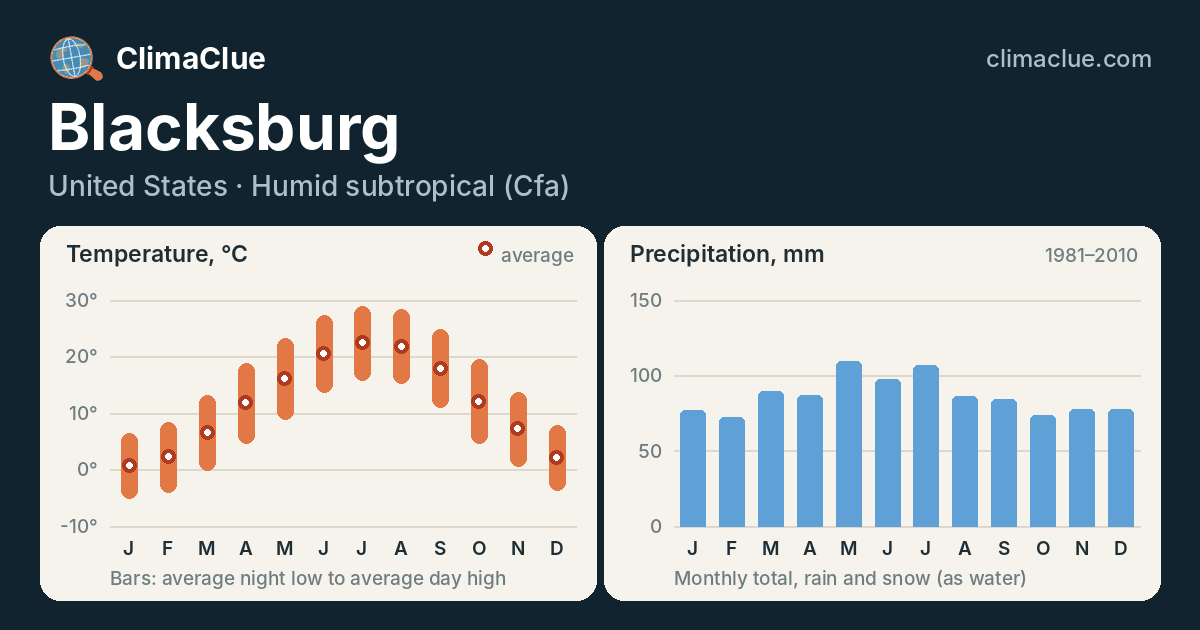 ClimaClue
climaclue.com
Blacksburg
United States · Humid subtropical (Cfa)
Temperature, °C
average
30°
20°
10°
0°
-10°
J F M A M J J A S O N D
Bars: average night low to average day high
Precipitation, mm
1981–2010
150
100
50
0
J F M A M J J A S O N D
Monthly total, rain and snow (as water)